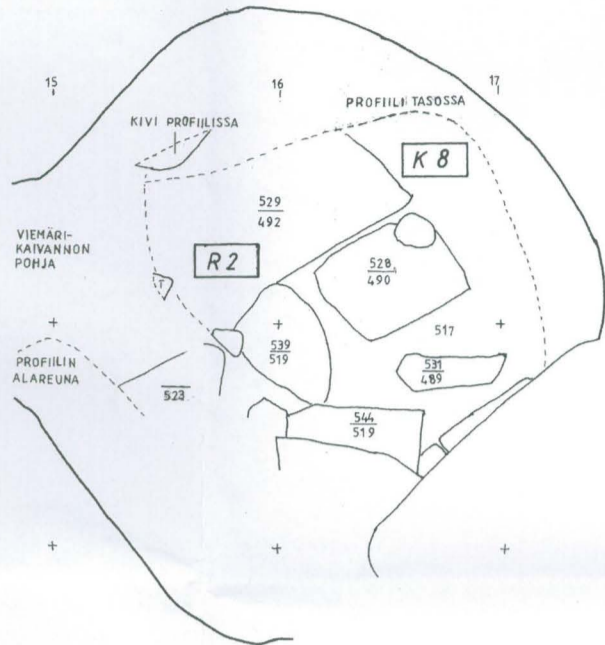 15
16
17
PROFIILI TASOSSA
KIVI PROFIILISSA
K 8
529
492
VIEMÄRI-
KAIVANNON
POHJA
R 2
528
490
T
517
539
519
PROFIILIN
ALAREUNA
531
489
523
544
519